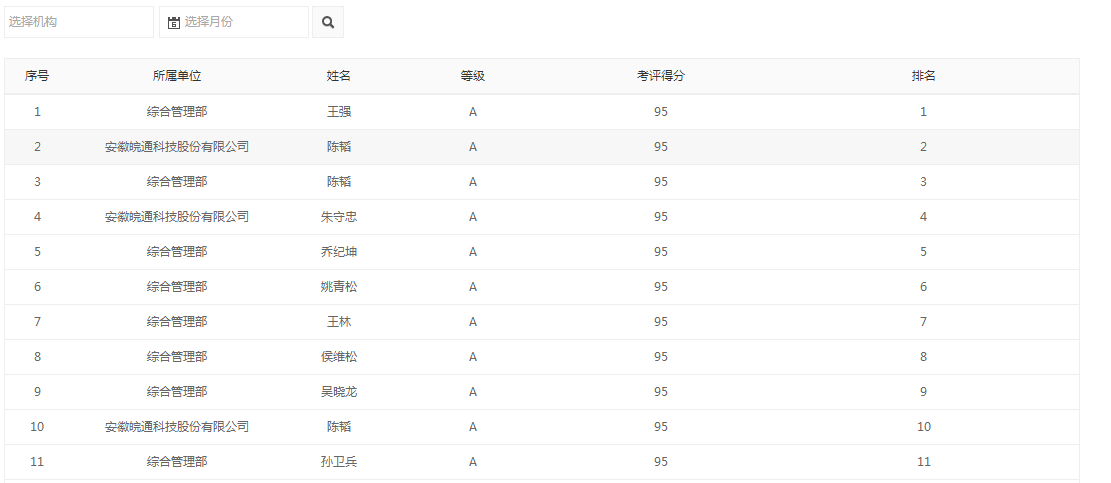 选择机构 选择月份
序号 所属单位 姓名 等级 考评得分 排名
1 综合管理部 王强 A 95 1
2 安徽皖通科技股份有限公司 陈韬 A 95 2
3 综合管理部 陈韬 A 95 3
4 安徽皖通科技股份有限公司 朱守忠 A 95 4
5 综合管理部 乔纪坤 A 95 5
6 综合管理部 姚青松 A 95 6
7 综合管理部 王林 A 95 7
8 综合管理部 侯维松 A 95 8
9 综合管理部 吴晓龙 A 95 9
10 安徽皖通科技股份有限公司 陈韬 A 95 10
11 综合管理部 孙卫兵 A 95 11